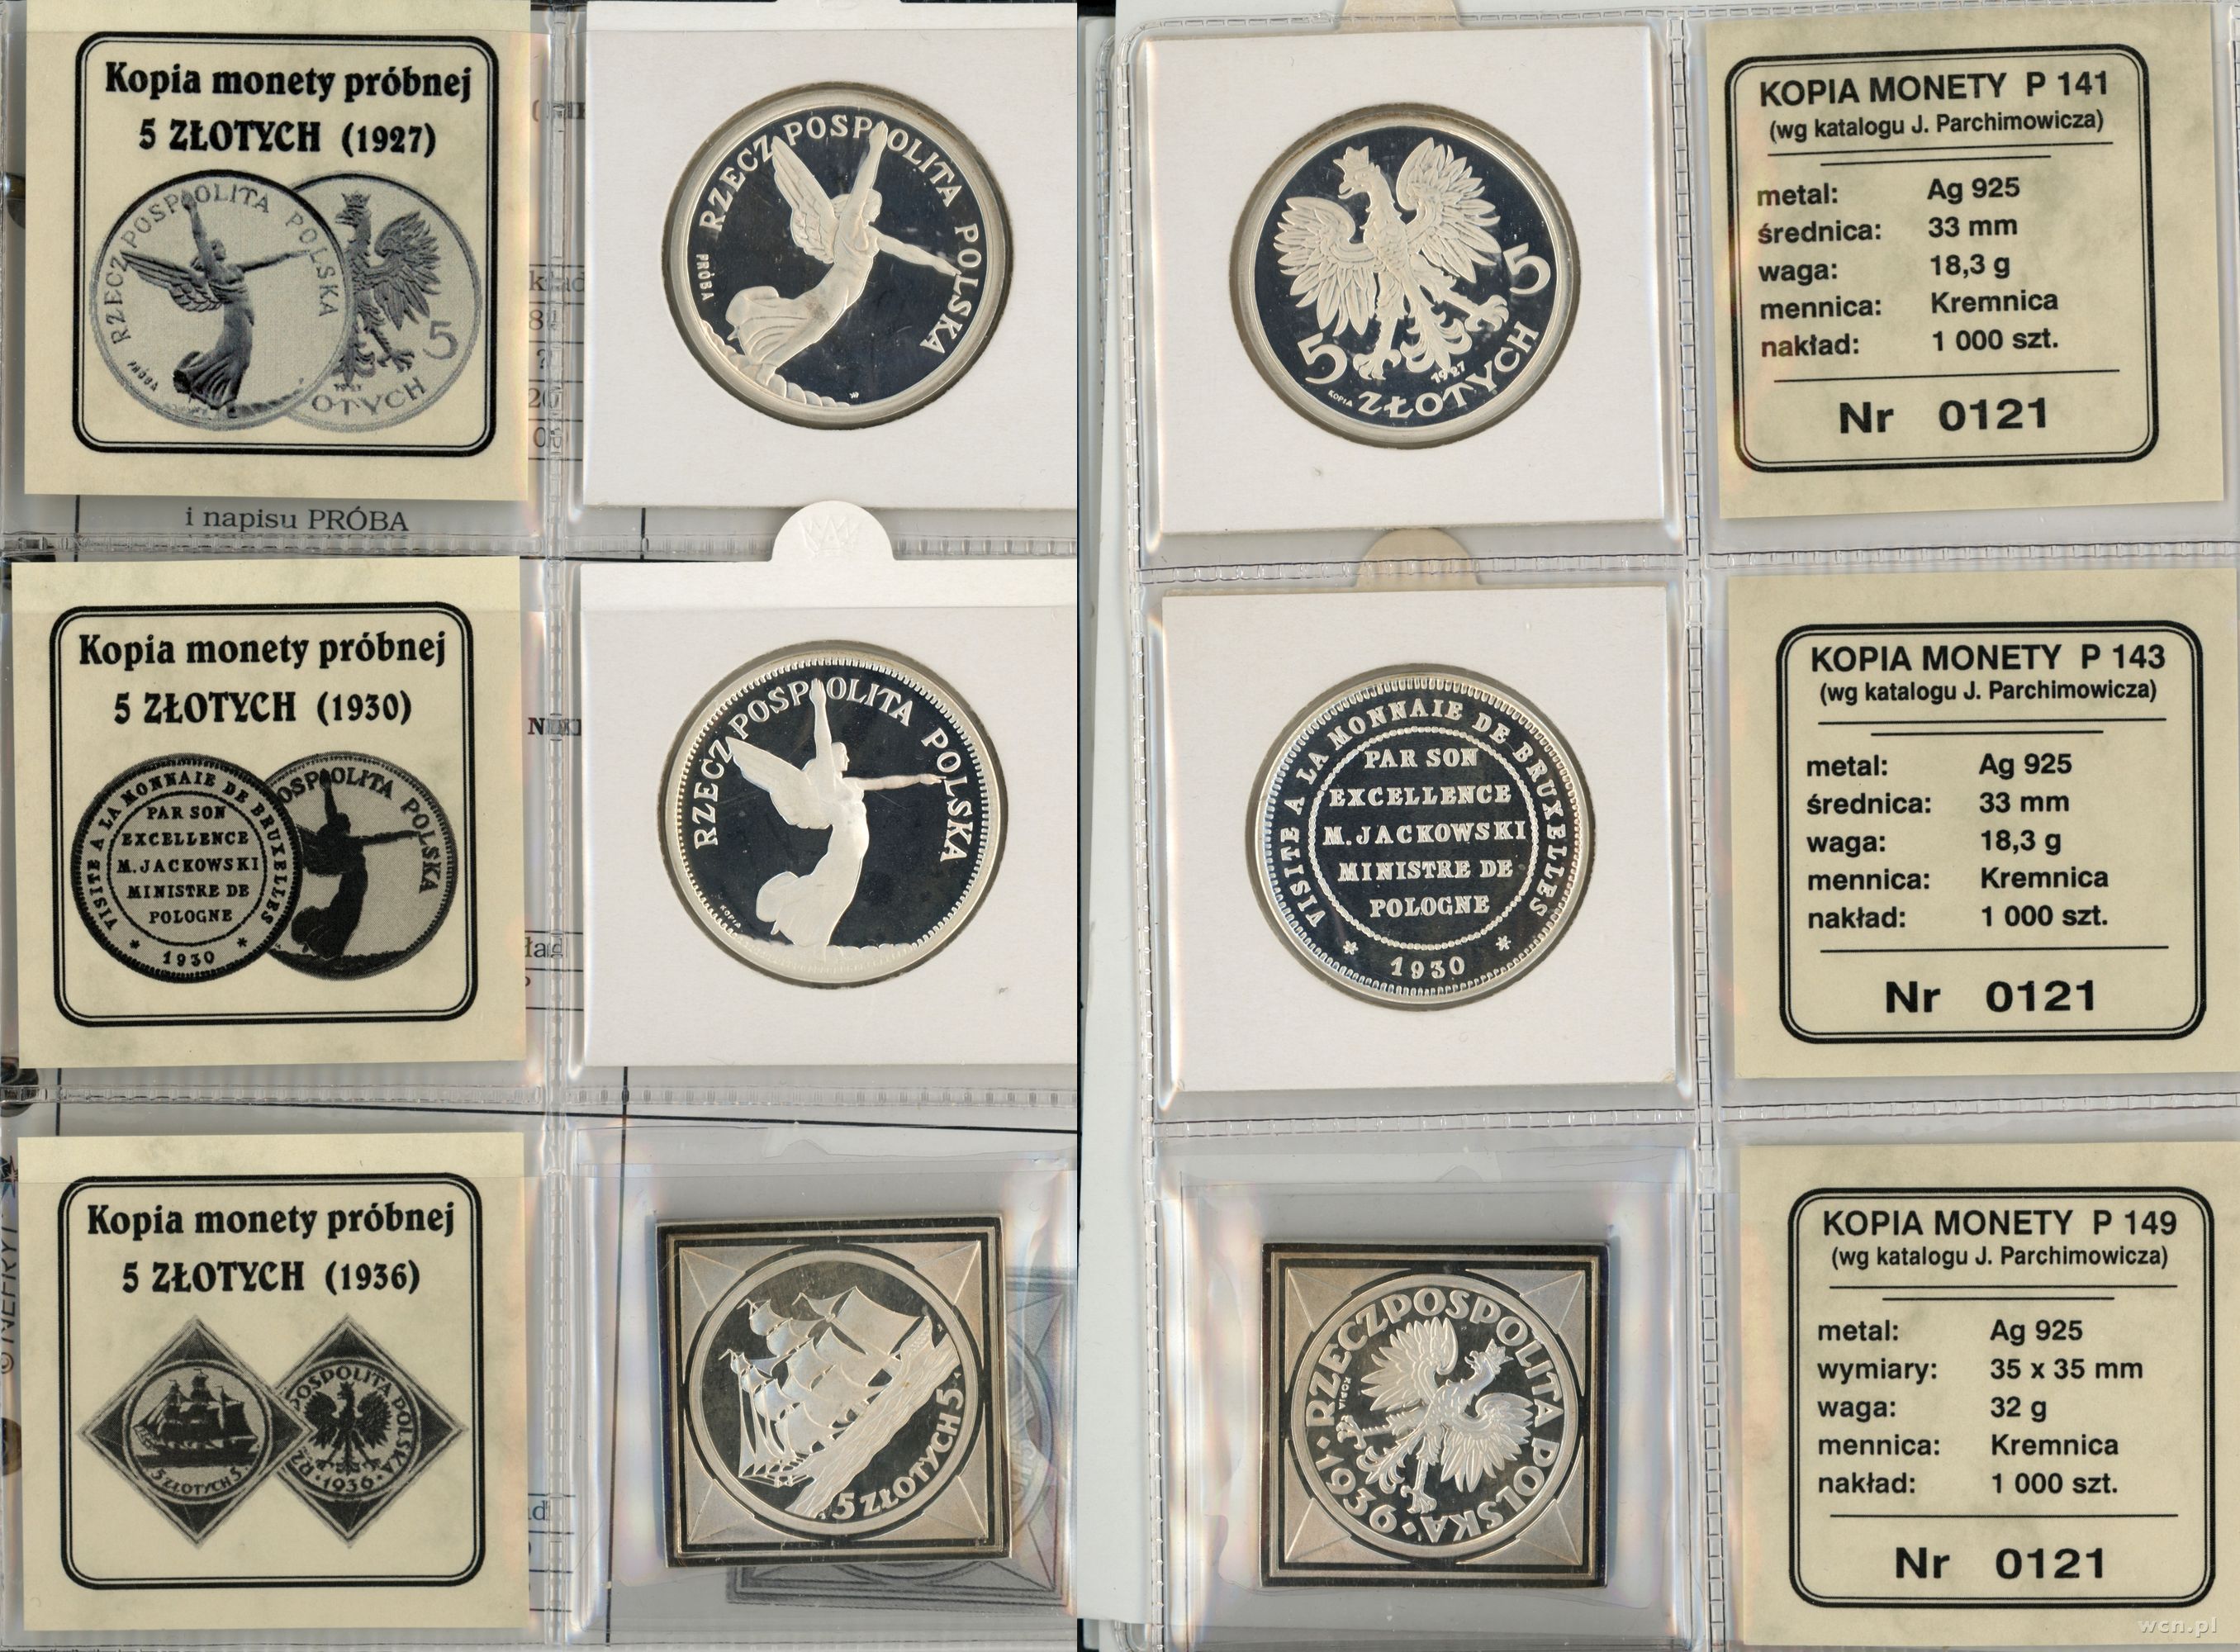 Kopia monety próbnej
5 ZŁOTYCH (1927)
RZECZPOSPOLITA POLSKA
PRÓBA
5
OTYCH
1927
RZECZPOSPOLITA POLSKA
PRÓBA
5
5
1927
KOPIA
ZŁOTYCH
KOPIA MONETY P 141
(wg katalogu J. Parchimowicza)
metal: Ag 925
średnica: 33 mm
waga: 18,3 g
mennica: Kremnica
nakład: 1 000 szt.
Nr 0121
i napisu PRÓBA
Kopia monety próbnej
5 ZŁOTYCH (1930)
VISITE A LA MONNAIE DE BRUXELLES
PAR SON
EXCELLENCE
M. JACKOWSKI
MINISTRE DE
POLOGNE
* 1930 *
OSPOLITA POLSKA
RZECZPOSPOLITA POLSKA
KOPIA
VISITE A LA MONNAIE DE BRUXELLES
PAR SON
EXCELLENCE
M. JACKOWSKI
MINISTRE DE
POLOGNE
* 1930 *
KOPIA MONETY P 143
(wg katalogu J. Parchimowicza)
metal: Ag 925
średnica: 33 mm
waga: 18,3 g
mennica: Kremnica
nakład: 1 000 szt.
Nr 0121
Kopia monety próbnej
5 ZŁOTYCH (1936)
5 ZŁOTYCH 5
RZ OSPOLITA POLSKA
·1936·
5 ZŁOTYCH 5
RZECZPOSPOLITA POLSKA
·1936·
KOPIA
KOPIA MONETY P 149
(wg katalogu J. Parchimowicza)
metal: Ag 925
wymiary: 35 x 35 mm
waga: 32 g
mennica: Kremnica
nakład: 1 000 szt.
Nr 0121
© NEFRYT
wcn.pl